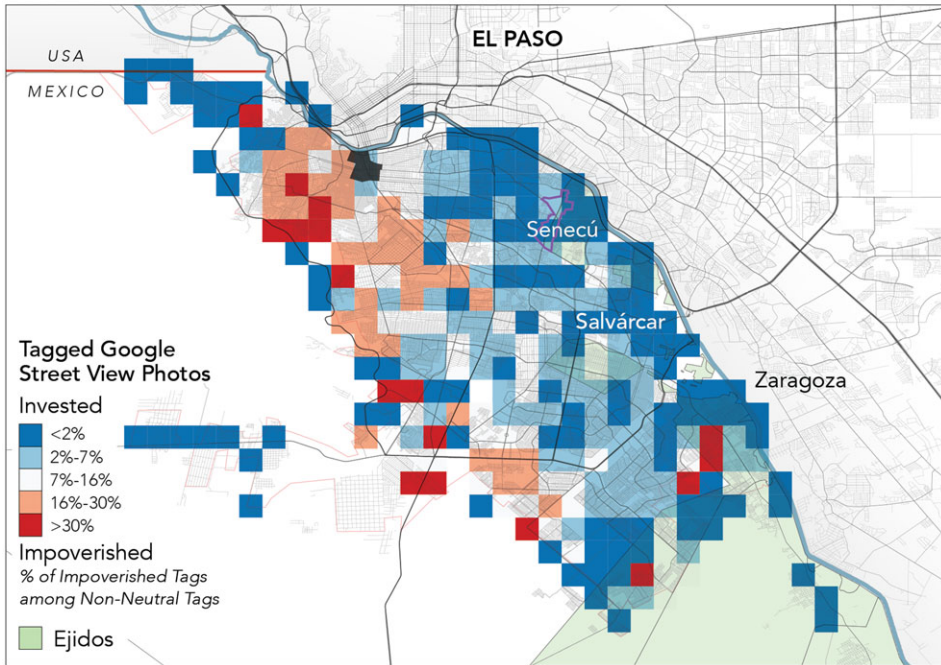 EL PASO
USA
MEXICO
Senecú
Salvárcar
Zaragoza
Tagged Google
Street View Photos
Invested
<2%
2%-7%
7%-16%
16%-30%
>30%
Impoverished
% of Impoverished Tags
among Non-Neutral Tags
Ejidos